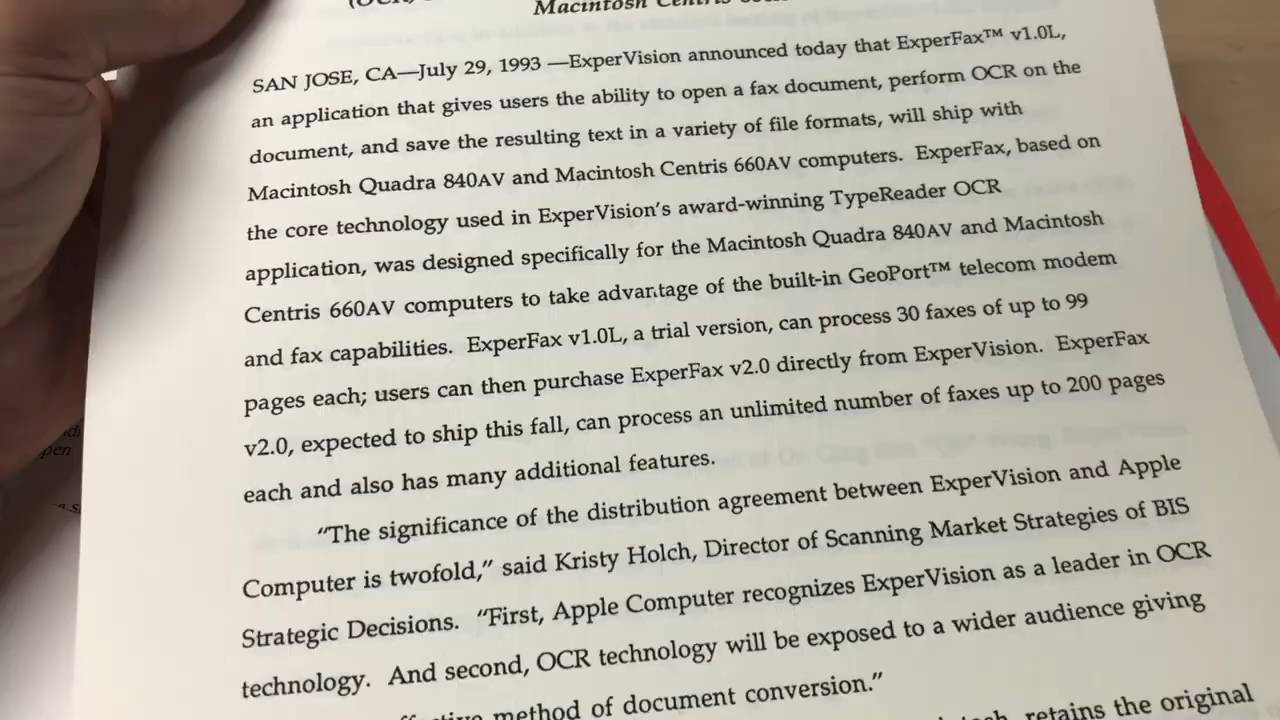 (OCR,
Macintosh Centris
SAN JOSE, CA—July 29, 1993 —ExperVision announced today that ExperFax™ v1.0L,
an application that gives users the ability to open a fax document, perform OCR on the
document, and save the resulting text in a variety of file formats, will ship with
Macintosh Quadra 840AV and Macintosh Centris 660AV computers. ExperFax, based on
the core technology used in ExperVision's award-winning TypeReader OCR
application, was designed specifically for the Macintosh Quadra 840AV and Macintosh
Centris 660AV computers to take advantage of the built-in GeoPort™ telecom modem
and fax capabilities. ExperFax v1.0L, a trial version, can process 30 faxes of up to 99
pages each; users can then purchase ExperFax v2.0 directly from ExperVision. ExperFax
v2.0, expected to ship this fall, can process an unlimited number of faxes up to 200 pages
each and also has many additional features.
"The significance of the distribution agreement between ExperVision and Apple
Computer is twofold," said Kristy Holch, Director of Scanning Market Strategies of BIS
Strategic Decisions. "First, Apple Computer recognizes ExperVision as a leader in OCR
technology. And second, OCR technology will be exposed to a wider audience giving
method of document conversion."
retains the original
pen